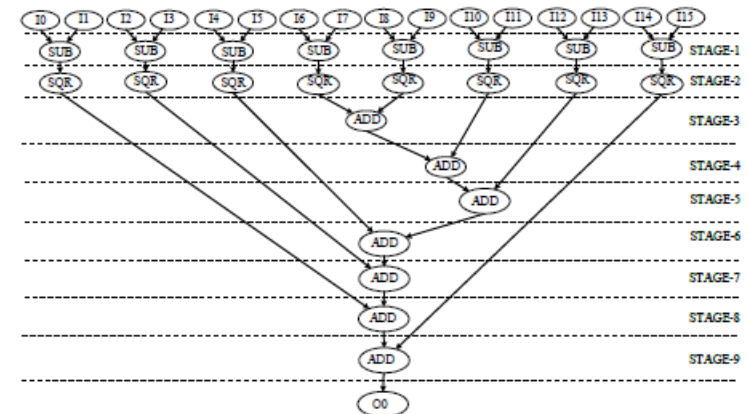 I0 I1 I2 I3 I4 I5 I6 I7 I8 I9 I10 I11 I12 I13 I14 I15
SUB SUB SUB SUB SUB SUB SUB SUB STAGE-1
SQR SQR SQR SQR SQR SQR SQR SQR STAGE-2
ADD STAGE-3
ADD STAGE-4
ADD STAGE-5
ADD STAGE-6
ADD STAGE-7
ADD STAGE-8
ADD STAGE-9
O0